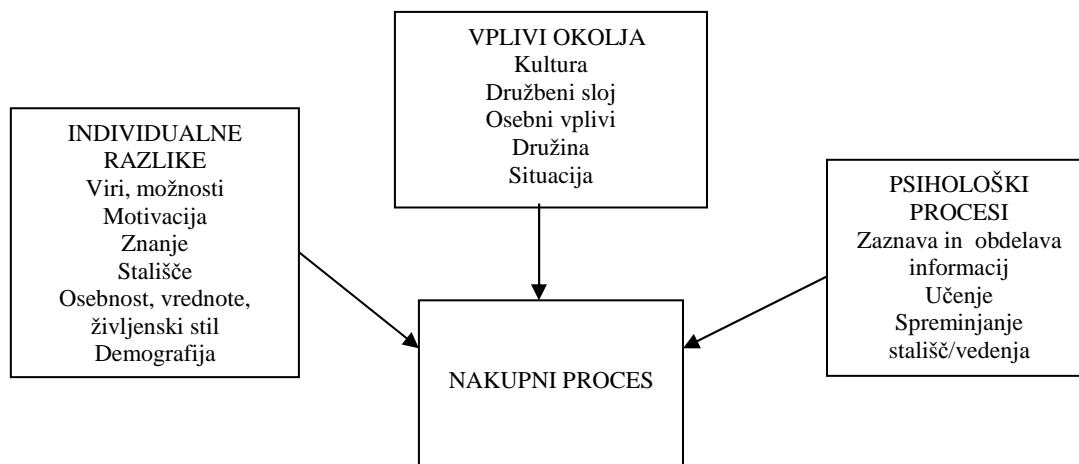 VPLIVI OKOLJA
Kultura
Družbeni sloj
Osebni vplivi
Družina
Situacija
INDIVIDUALNE
RAZLIKE
Viri, možnosti
Motivacija
Znanje
Stališče
Osebnost, vrednote,
življenski stil
Demografija
PSIHOLOŠKI
PROCESI
Zaznava in obdelava
informacij
Učenje
Spreminjanje
stališč/vedenja
NAKUPNI PROCES